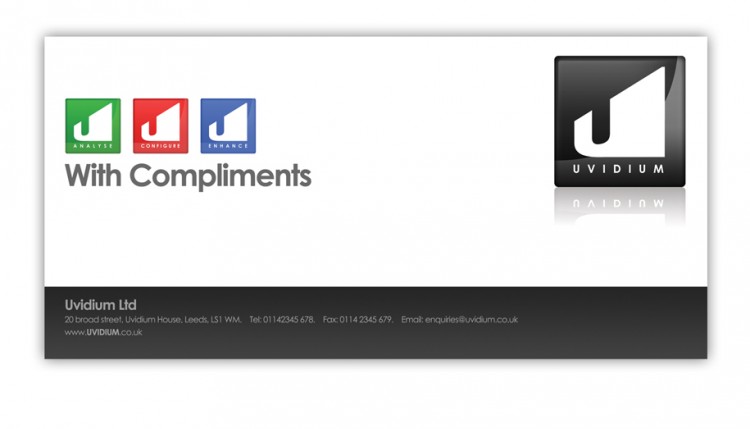 ANALYSE CONFIGURE ENHANCE
With Compliments
UVIDIUM
Uvidium Ltd
20 broad street, Uvidium House, Leeds, LS1 WM. Tel: 01142345 678. Fax: 0114 2345 679. Email: enquiries@uvidium.co.uk
www.UVIDIUM.co.uk